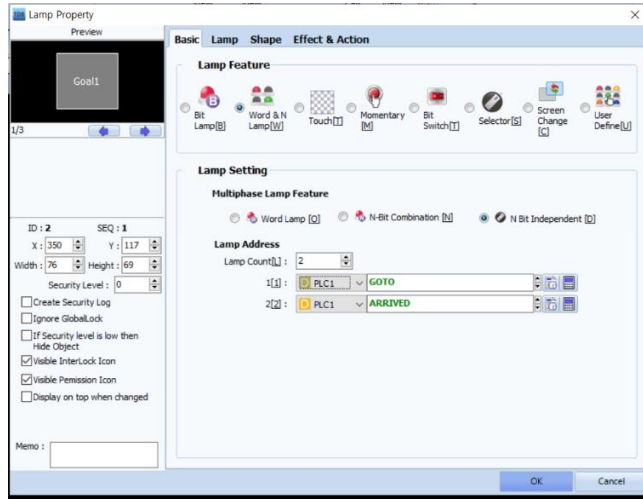 Lamp Property
Preview
Goal1
1/3
ID : 2 SEQ : 1
X : 350 Y : 117
Width : 76 Height : 69
Security Level : 0
Create Security Log
Ignore GlobalLock
If Security level is low then
Hide Object
Visible InterLock Icon
Visible Pemission Icon
Display on top when changed
Memo :
Basic Lamp Shape Effect & Action
Lamp Feature
Bit
Lamp[B]
Word & N
Lamp[W]
Touch[T]
Momentary
[M]
Bit
Switch[T]
Selector[S]
Screen
Change
[C]
User
Define[U]
Lamp Setting
Multiphase Lamp Feature
Word Lamp [O] N-Bit Combination [N] N Bit Independent [D]
Lamp Address
Lamp Count[L] : 2
1[1] : PLC1 GOTO
2[2] : PLC1 ARRIVED
OK Cancel